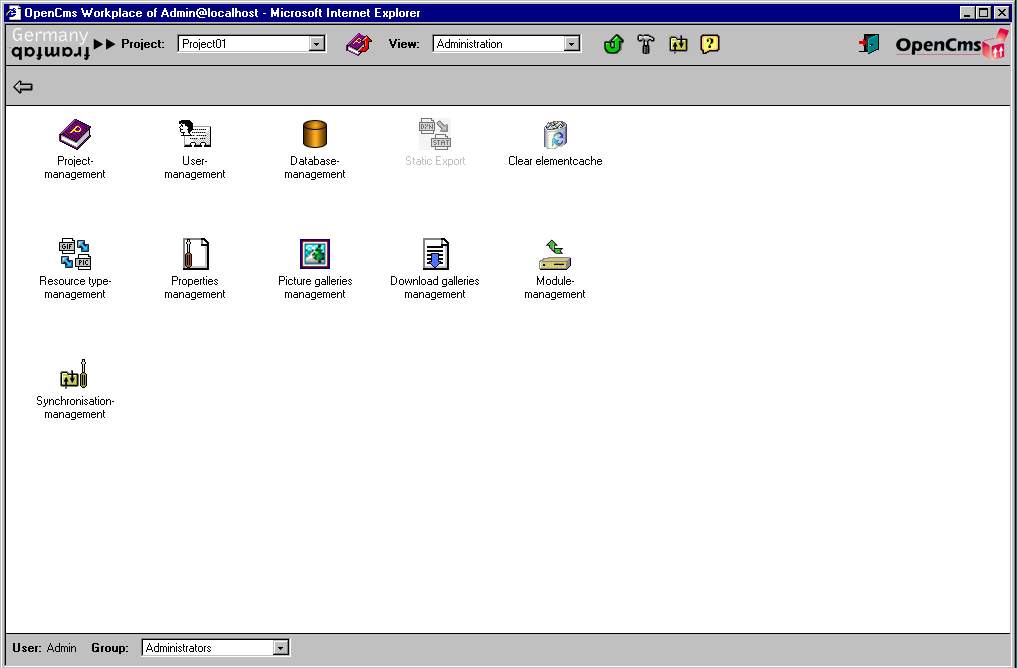 OpenCms Workplace of Admin@localhost - Microsoft Internet Explorer
Germany
framfab
Project: Project01 View: Administration
OpenCms
Project-
management
User-
management
Database-
management
DYN
STAT
Static Export
Clear elementcache
GIF
PIC
Resource type-
management
Properties
management
Picture galleries
management
Download galleries
management
Module-
management
Synchronisation-
management
User: Admin Group: Administrators